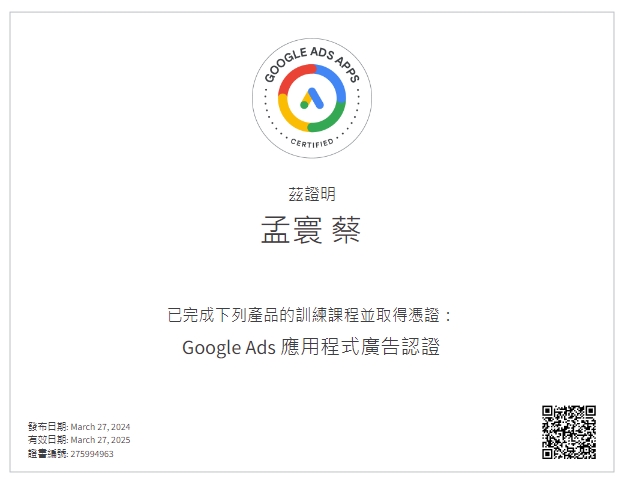 GOOGLE ADS APPS
CERTIFIED
茲證明
孟寰 蔡
已完成下列產品的訓練課程並取得憑證：
Google Ads 應用程式廣告認證
發布日期: March 27, 2024
有效日期: March 27, 2025
證書編號: 275994963